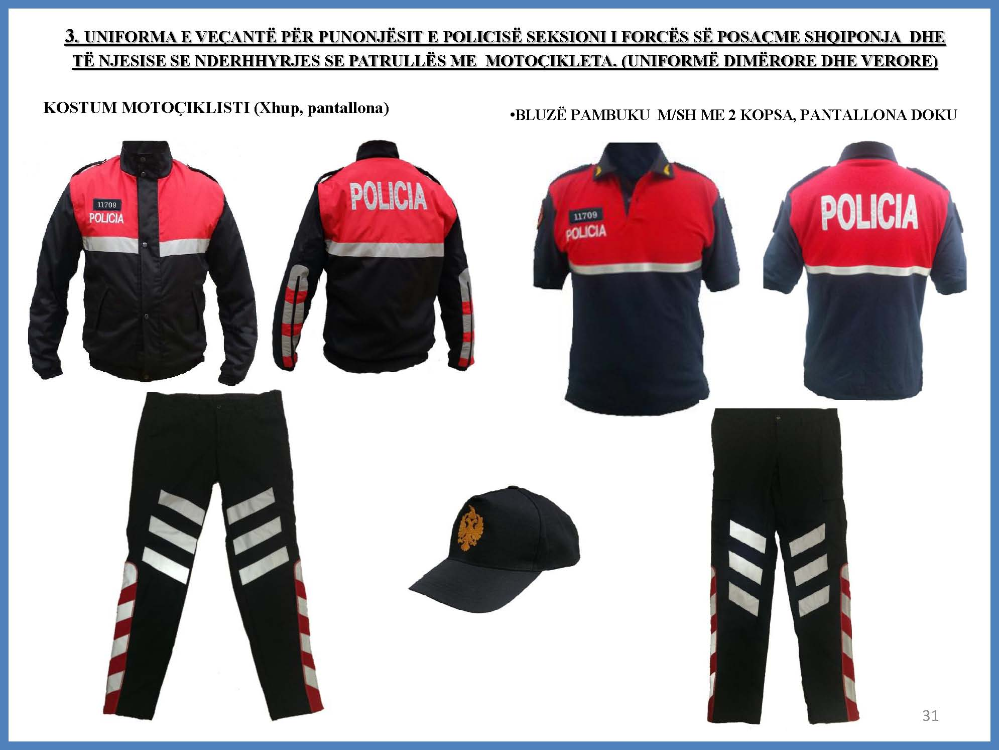 3. UNIFORMA E VEÇANTË PËR PUNONJËSIT E POLICISË SEKSIONI I FORCËS SË POSAÇME SHQIPONJA DHE
TË NJESISE SE NDERHHYRJES SE PATRULLËS ME MOTOÇIKLETA. (UNIFORMË DIMËRORE DHE VERORE)
KOSTUM MOTOÇIKLISTI (Xhup, pantallona)
•BLUZË PAMBUKU M/SH ME 2 KOPSA, PANTALLONA DOKU
11709
POLICIA
POLICIA
11709
POLICIA
POLICIA
31